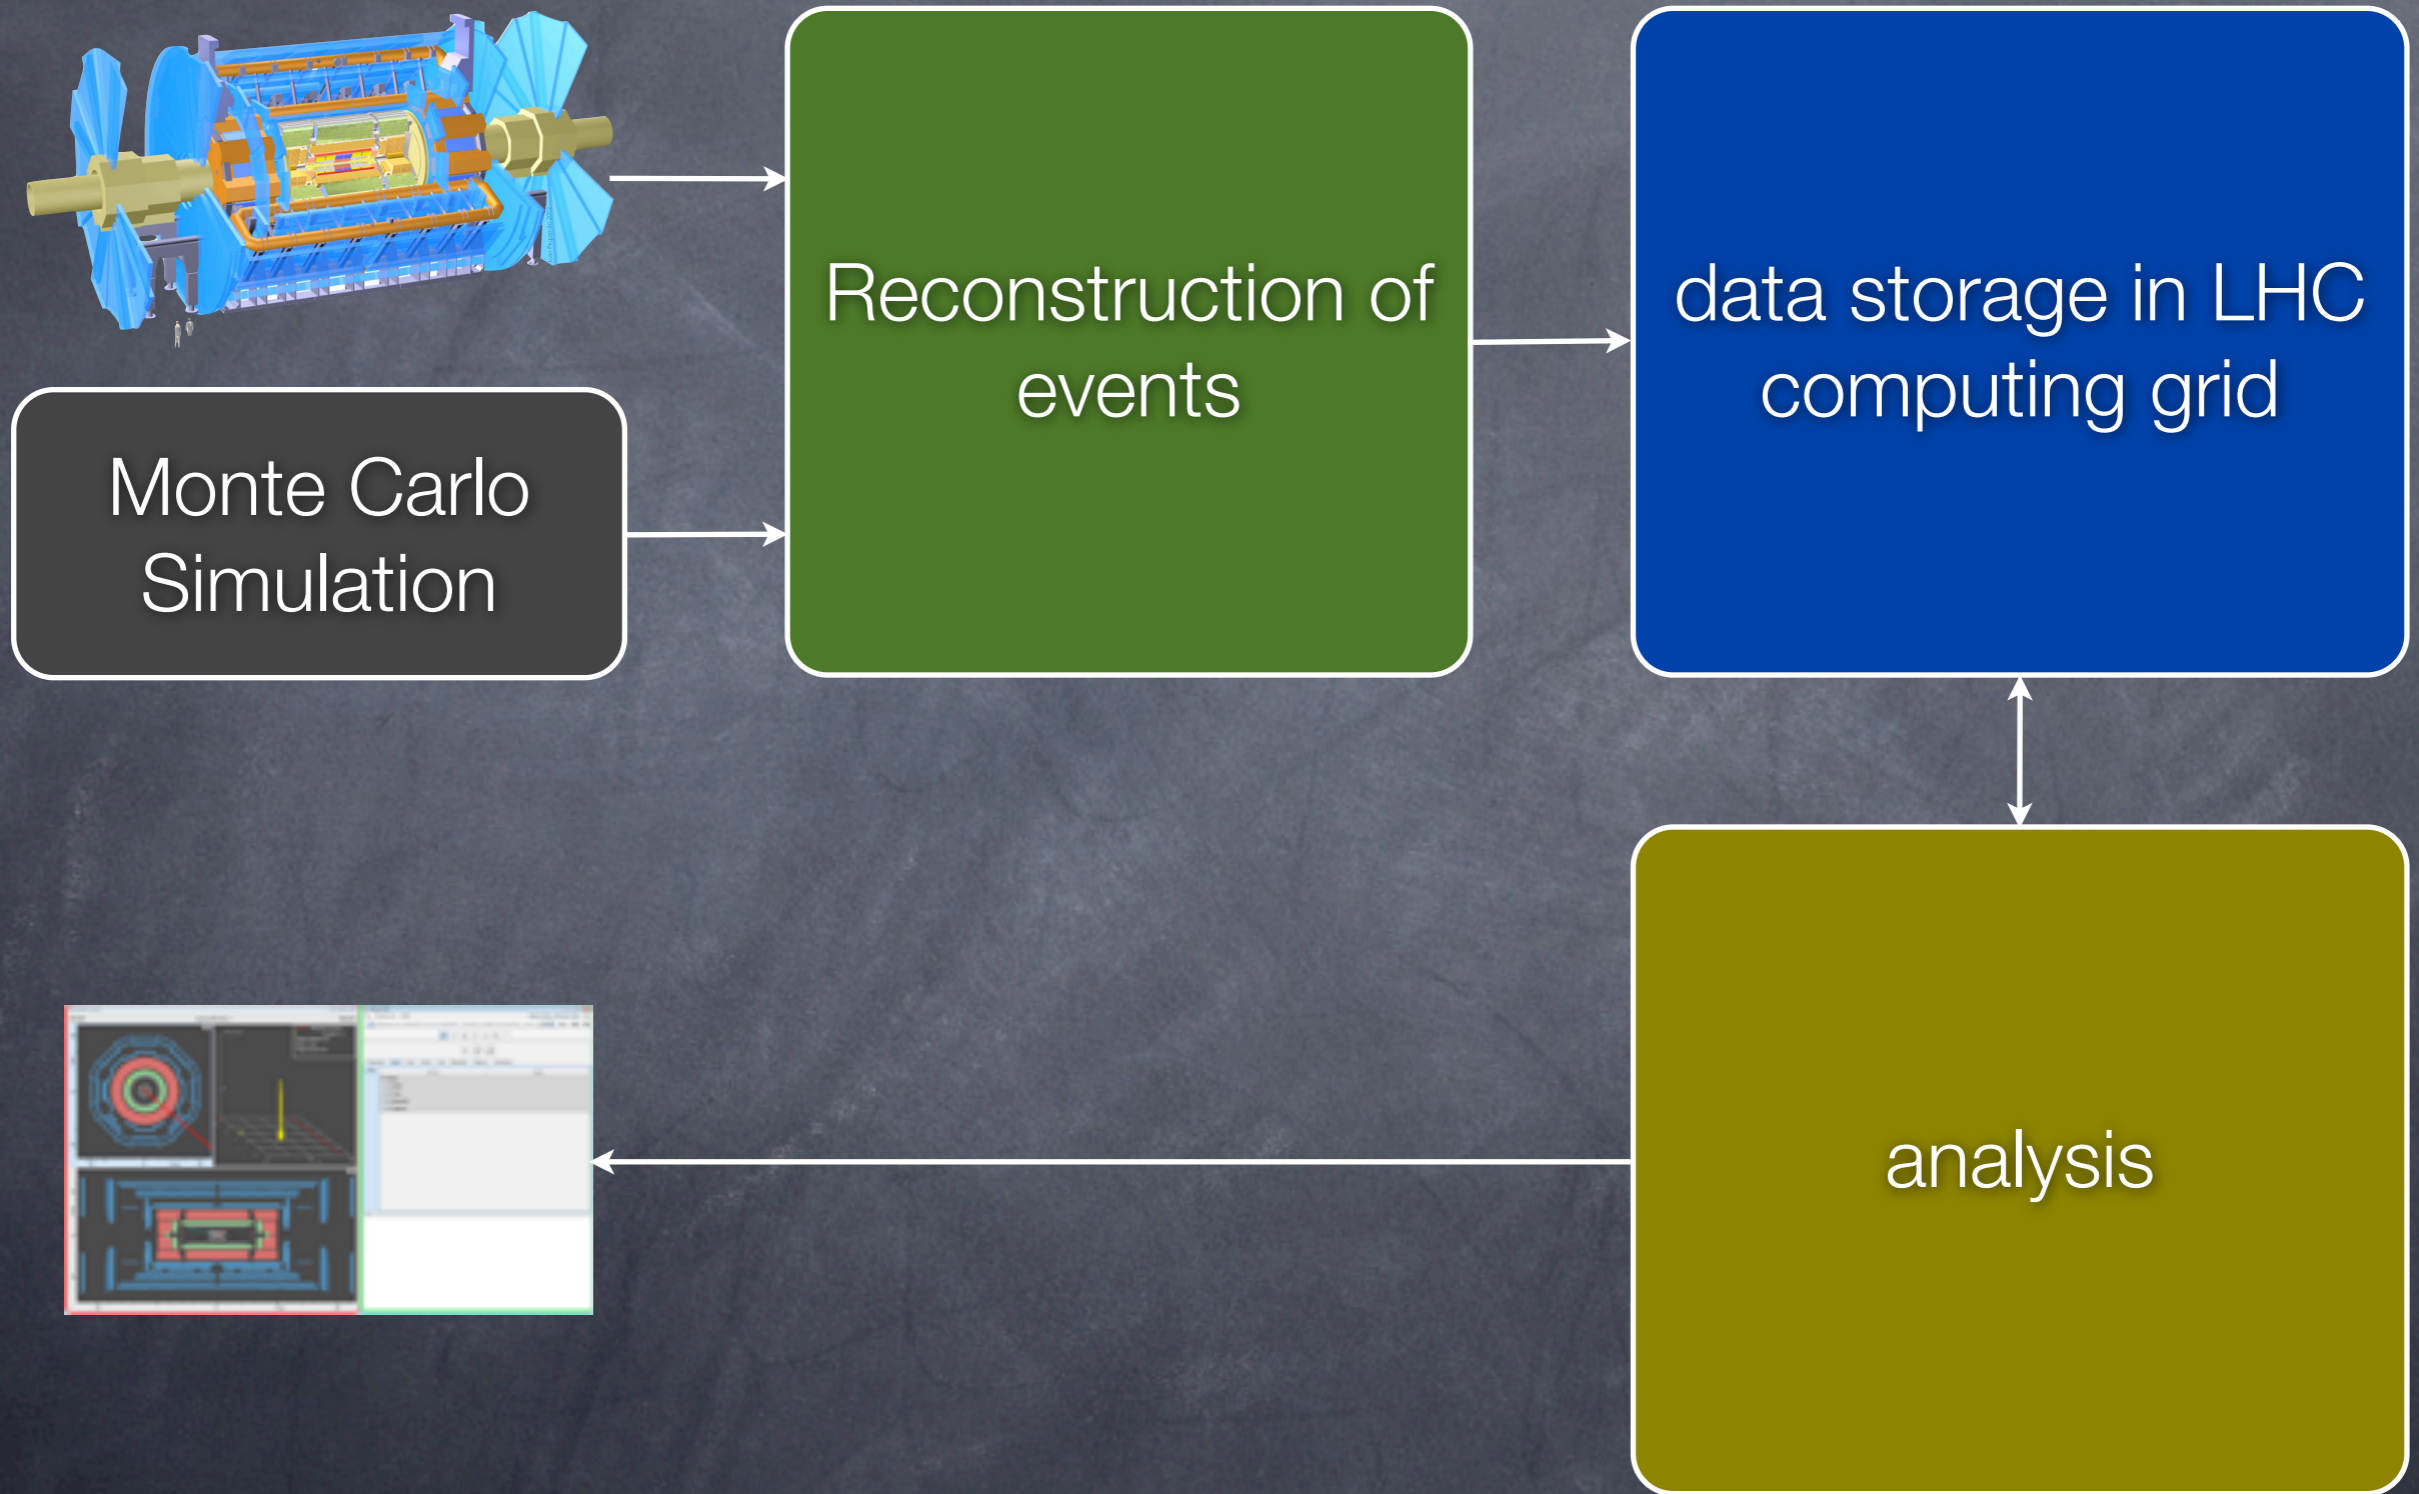 Reconstruction of
events
data storage in LHC
computing grid
Monte Carlo
Simulation
analysis